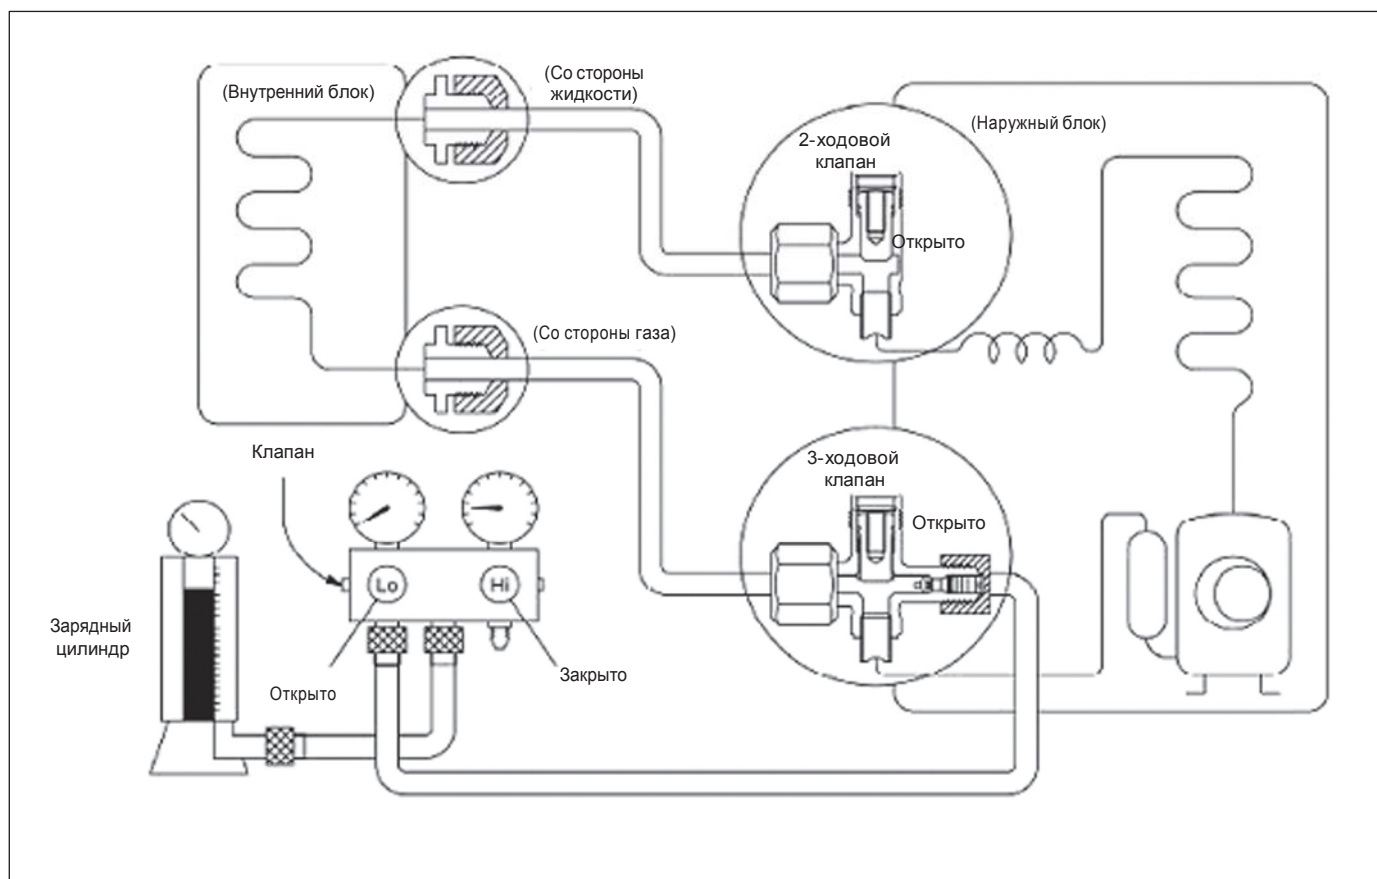 (Внутренний блок)
(Со стороны
жидкости)
(Наружный блок)
2-ходовой
клапан
Открыто
(Со стороны газа)
Клапан
3-ходовой
клапан
Открыто
Lo
Hi
Зарядный
цилиндр
Открыто
Закрыто